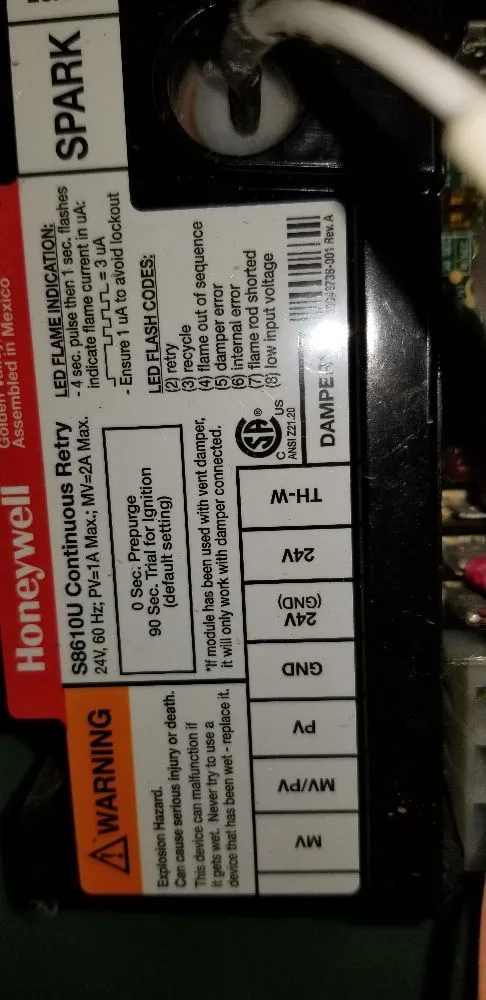 Assembled in Mexico
Honeywell
SPARK
S8610U Continuous Retry
24V, 60 Hz; PV=1A Max.; MV=2A Max.
0 Sec. Prepurge
90 Sec. Trial for Ignition
(default setting)
*If module has been used with vent damper,
it will only work with damper connected.
LED FLAME INDICATION:
- 4 sec. pulse then 1 sec. flashes
indicate flame current in uA:
= 3 uA
- Ensure 1 uA to avoid lockout
LED FLASH CODES:
(2) retry
(3) recycle
(4) flame out of sequence
(5) damper error
(6) internal error
(7) flame rod shorted
(8) low input voltage
WARNING
Explosion Hazard.
Can cause serious injury or death.
This device can malfunction if
it gets wet. Never try to use a
device that has been wet - replace it.
C US
ANSI Z21.20
Rev. A
MV
MV/PV
PV
GND
24V
(GND)
24V
TH-W